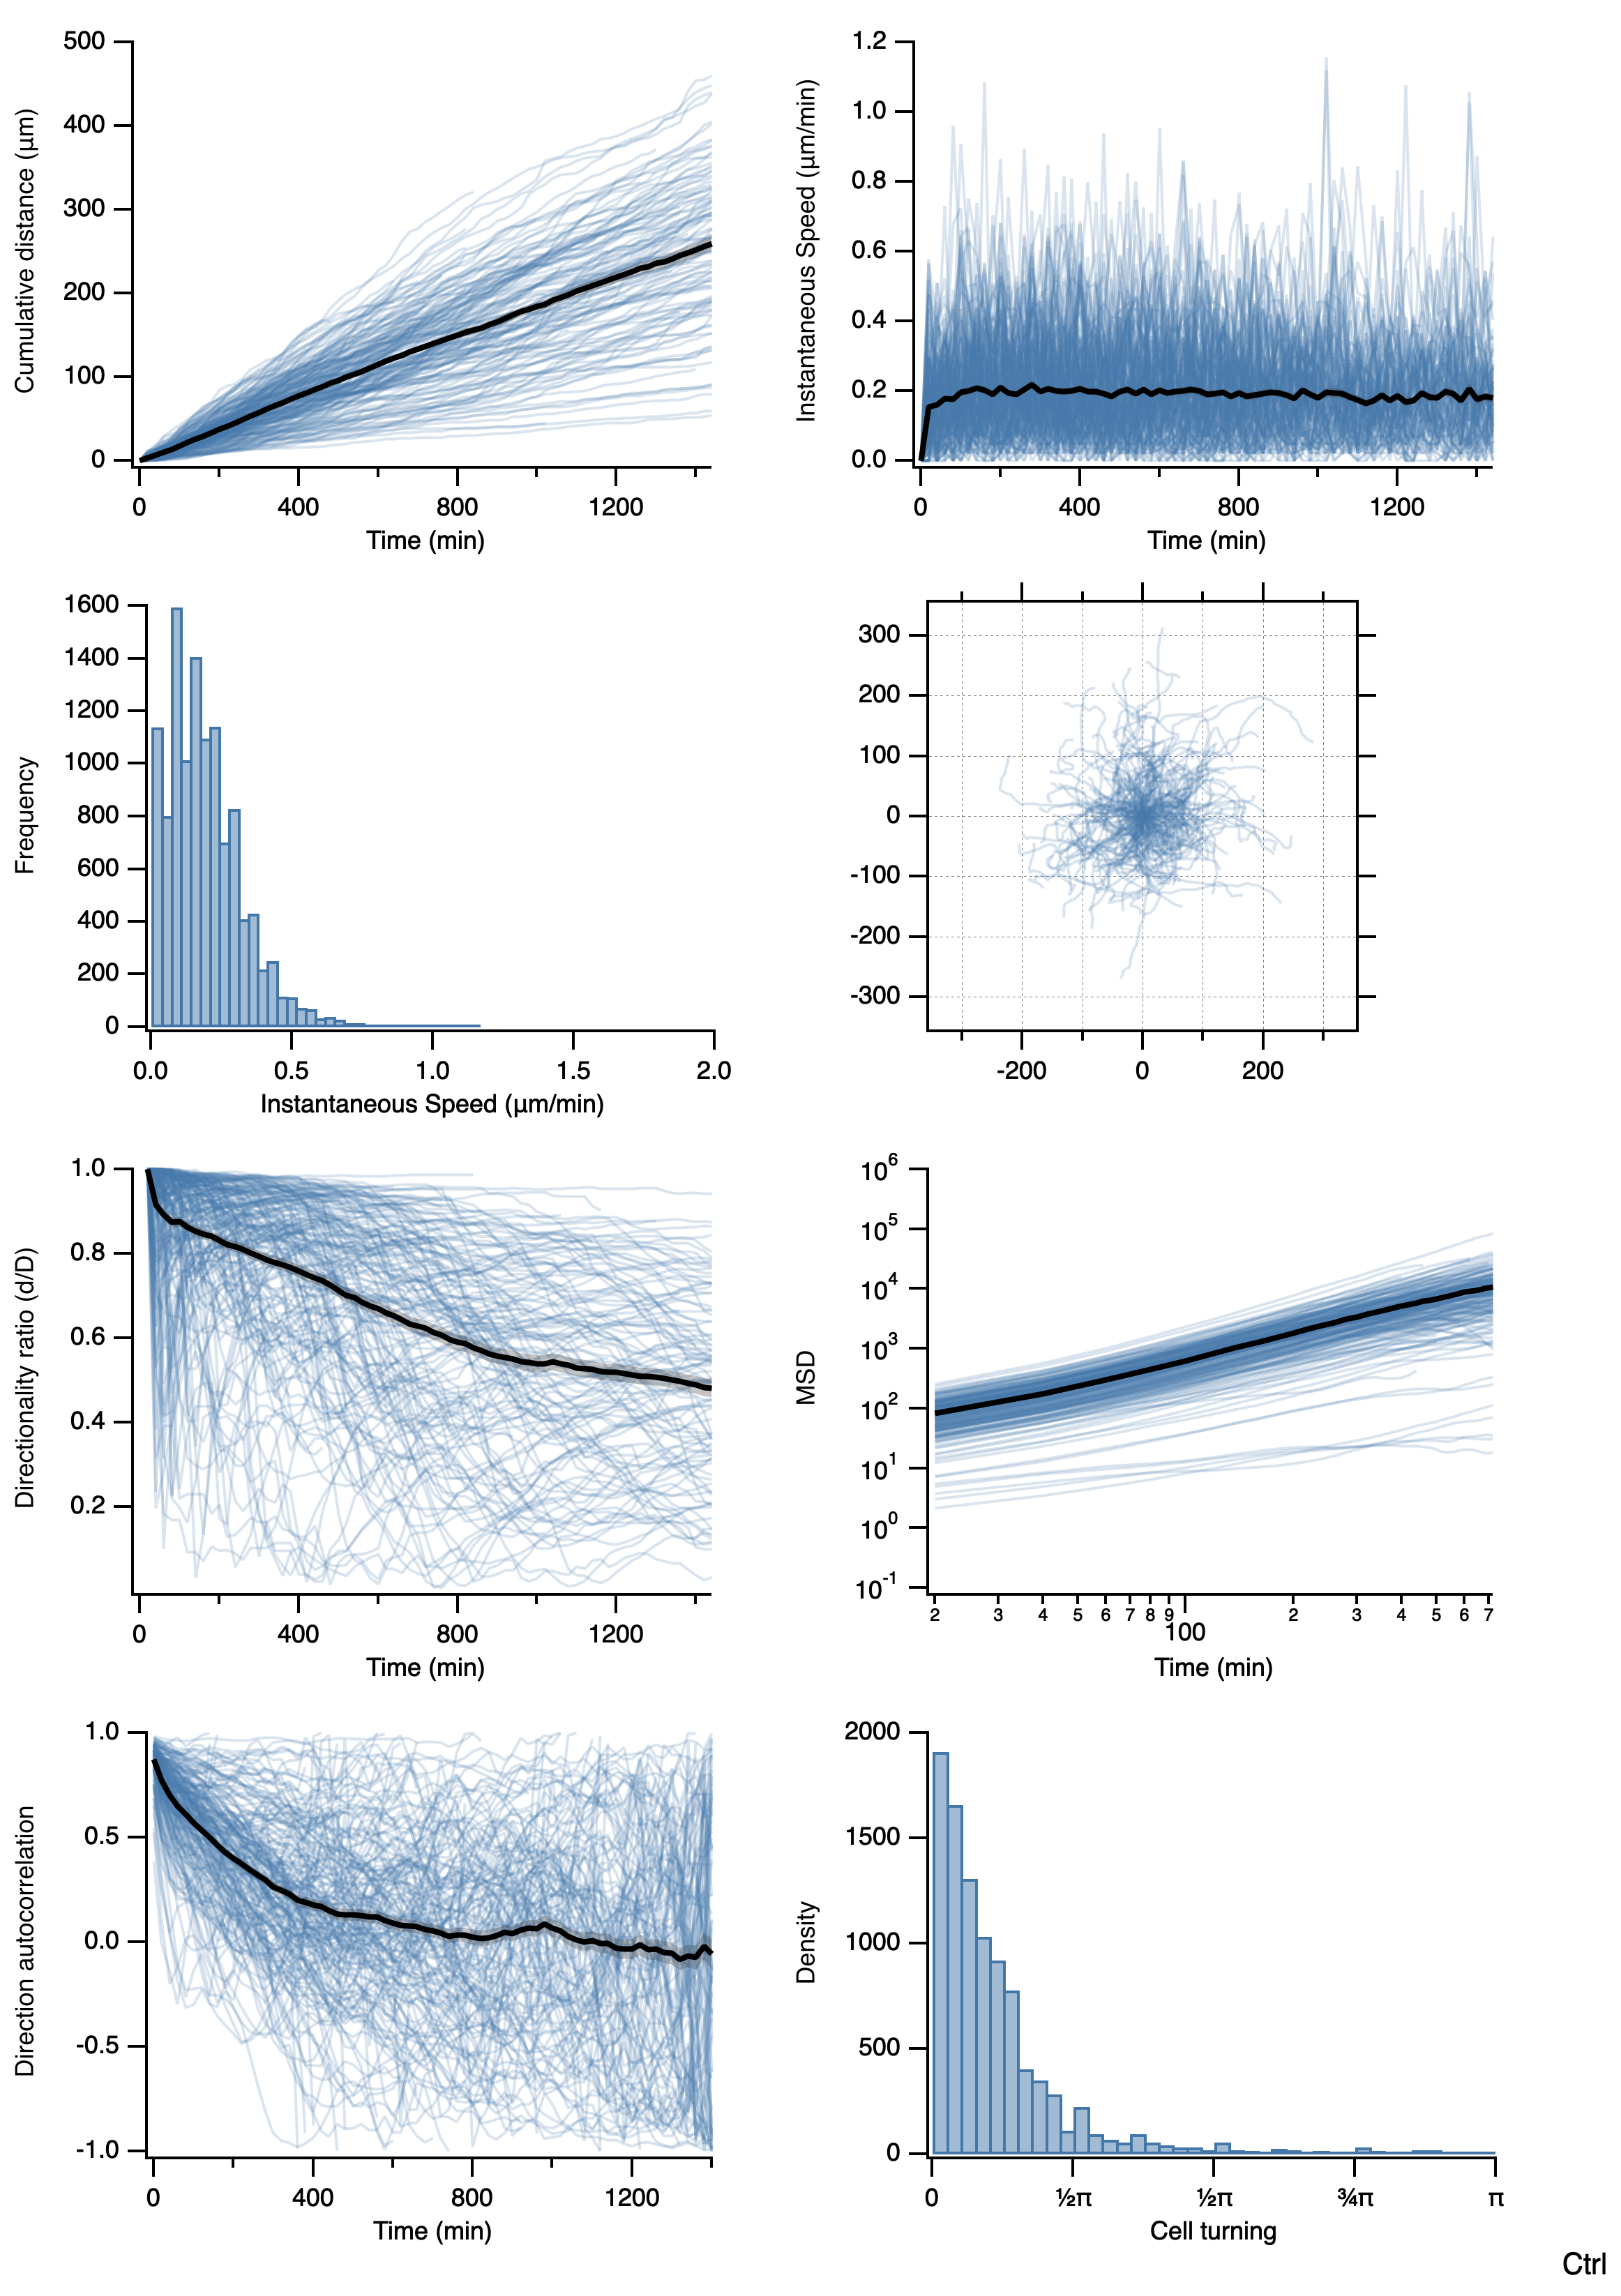 500
400
300
200
100
0
Cumulative distance (µm)
0 400 800 1200
Time (min)
1.2
1.0
0.8
0.6
0.4
0.2
0.0
Instantaneous Speed (µm/min)
0 400 800 1200
Time (min)
1600
1400
1200
1000
800
600
400
200
0
Frequency
0.0 0.5 1.0 1.5 2.0
Instantaneous Speed (µm/min)
300
200
100
0
-100
-200
-300
-200 0 200
1.0
0.8
0.6
0.4
0.2
Directionality ratio (d/D)
0 400 800 1200
Time (min)
10^6
10^5
10^4
10^3
10^2
10^1
10^0
10^-1
MSD
2 3 4 5 6 7 8 9 2 3 4 5 6 7
100
Time (min)
1.0
0.5
0.0
-0.5
-1.0
Direction autocorrelation
0 400 800 1200
Time (min)
2000
1500
1000
500
0
Density
0 ½π ½π ¾π π
Cell turning
Ctrl